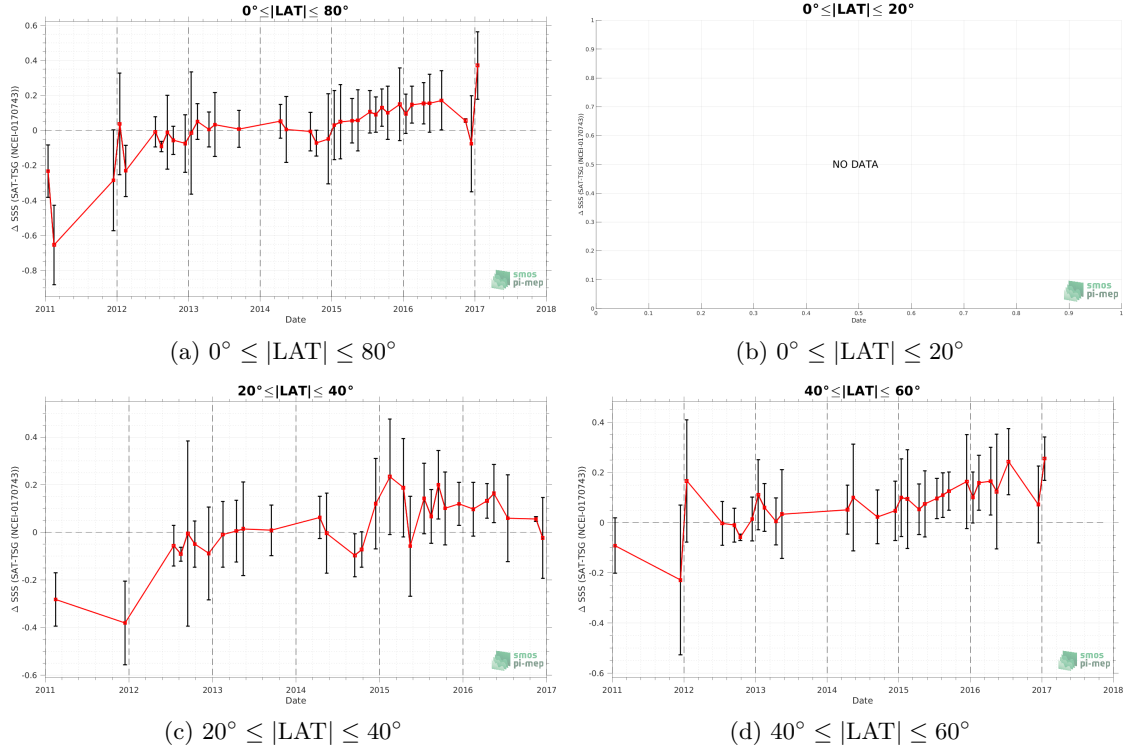 0°≤|LAT|≤ 80°
Δ SSS (SAT-TSG (NCEI-0170743))
0.6
0.4
0.2
0
-0.2
-0.4
-0.6
-0.8
2011 2012 2013 2014 2015 2016 2017 2018
Date
smos
pi-mep
(a) 0° ≤ |LAT| ≤ 80°
0°≤|LAT|≤ 20°
Δ SSS (SAT-TSG (NCEI-0170743))
1
0.9
0.8
0.7
0.6
0.5
0.4
0.3
0.2
0.1
0
NO DATA
0 0.1 0.2 0.3 0.4 0.5 0.6 0.7 0.8 0.9 1
Date
smos
pi-mep
(b) 0° ≤ |LAT| ≤ 20°
20°≤|LAT|≤ 40°
Δ SSS (SAT-TSG (NCEI-0170743))
0.4
0.2
0
-0.2
-0.4
-0.6
2011 2012 2013 2014 2015 2016 2017
Date
smos
pi-mep
(c) 20° ≤ |LAT| ≤ 40°
40°≤|LAT|≤ 60°
Δ SSS (SAT-TSG (NCEI-0170743))
0.4
0.2
0
-0.2
-0.4
-0.6
2011 2012 2013 2014 2015 2016 2017 2018
Date
smos
pi-mep
(d) 40° ≤ |LAT| ≤ 60°